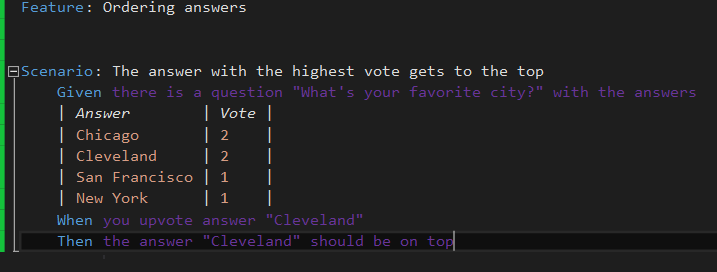 Feature: Ordering answers
Scenario: The answer with the highest vote gets to the top
Given there is a question "What's your favorite city?" with the answers
| Answer | Vote |
| Chicago | 2 |
| Cleveland | 2 |
| San Francisco | 1 |
| New York | 1 |
When you upvote answer "Cleveland"
Then the answer "Cleveland" should be on top